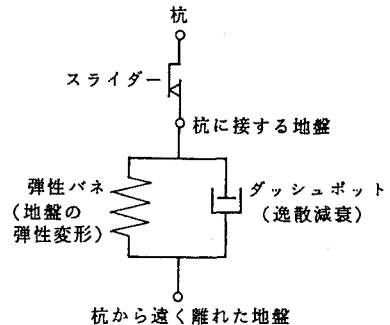 杭
スライダー
杭に接する地盤
弾性バネ
(地盤の
弾性変形)
ダッシュポット
(逸散減衰)
杭から遠く離れた地盤